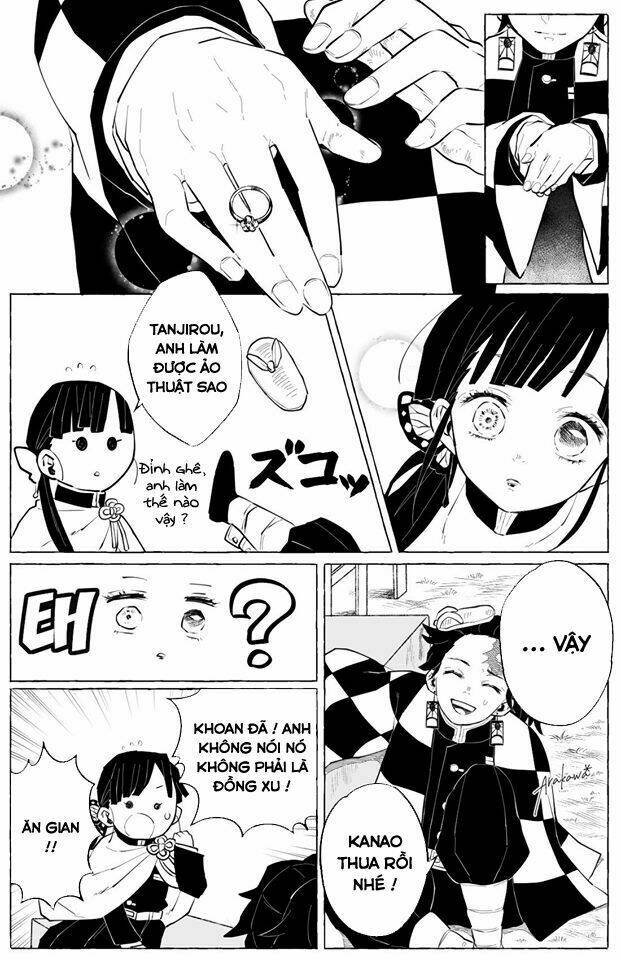 TANJIROU,
ANH LÀM
ĐƯỢC ẢO
THUẬT SAO
Đỉnh ghê,
anh làm
thế nào
vậy ?
ズコッ
EH
?
... VẬY
KANAO
THUA RỒI
NHÉ !
Arakawa*
KHOAN ĐÃ ! ANH
KHÔNG NÓI NÓ
KHÔNG PHẢI LÀ
ĐỒNG XU !
ĂN GIAN
!!